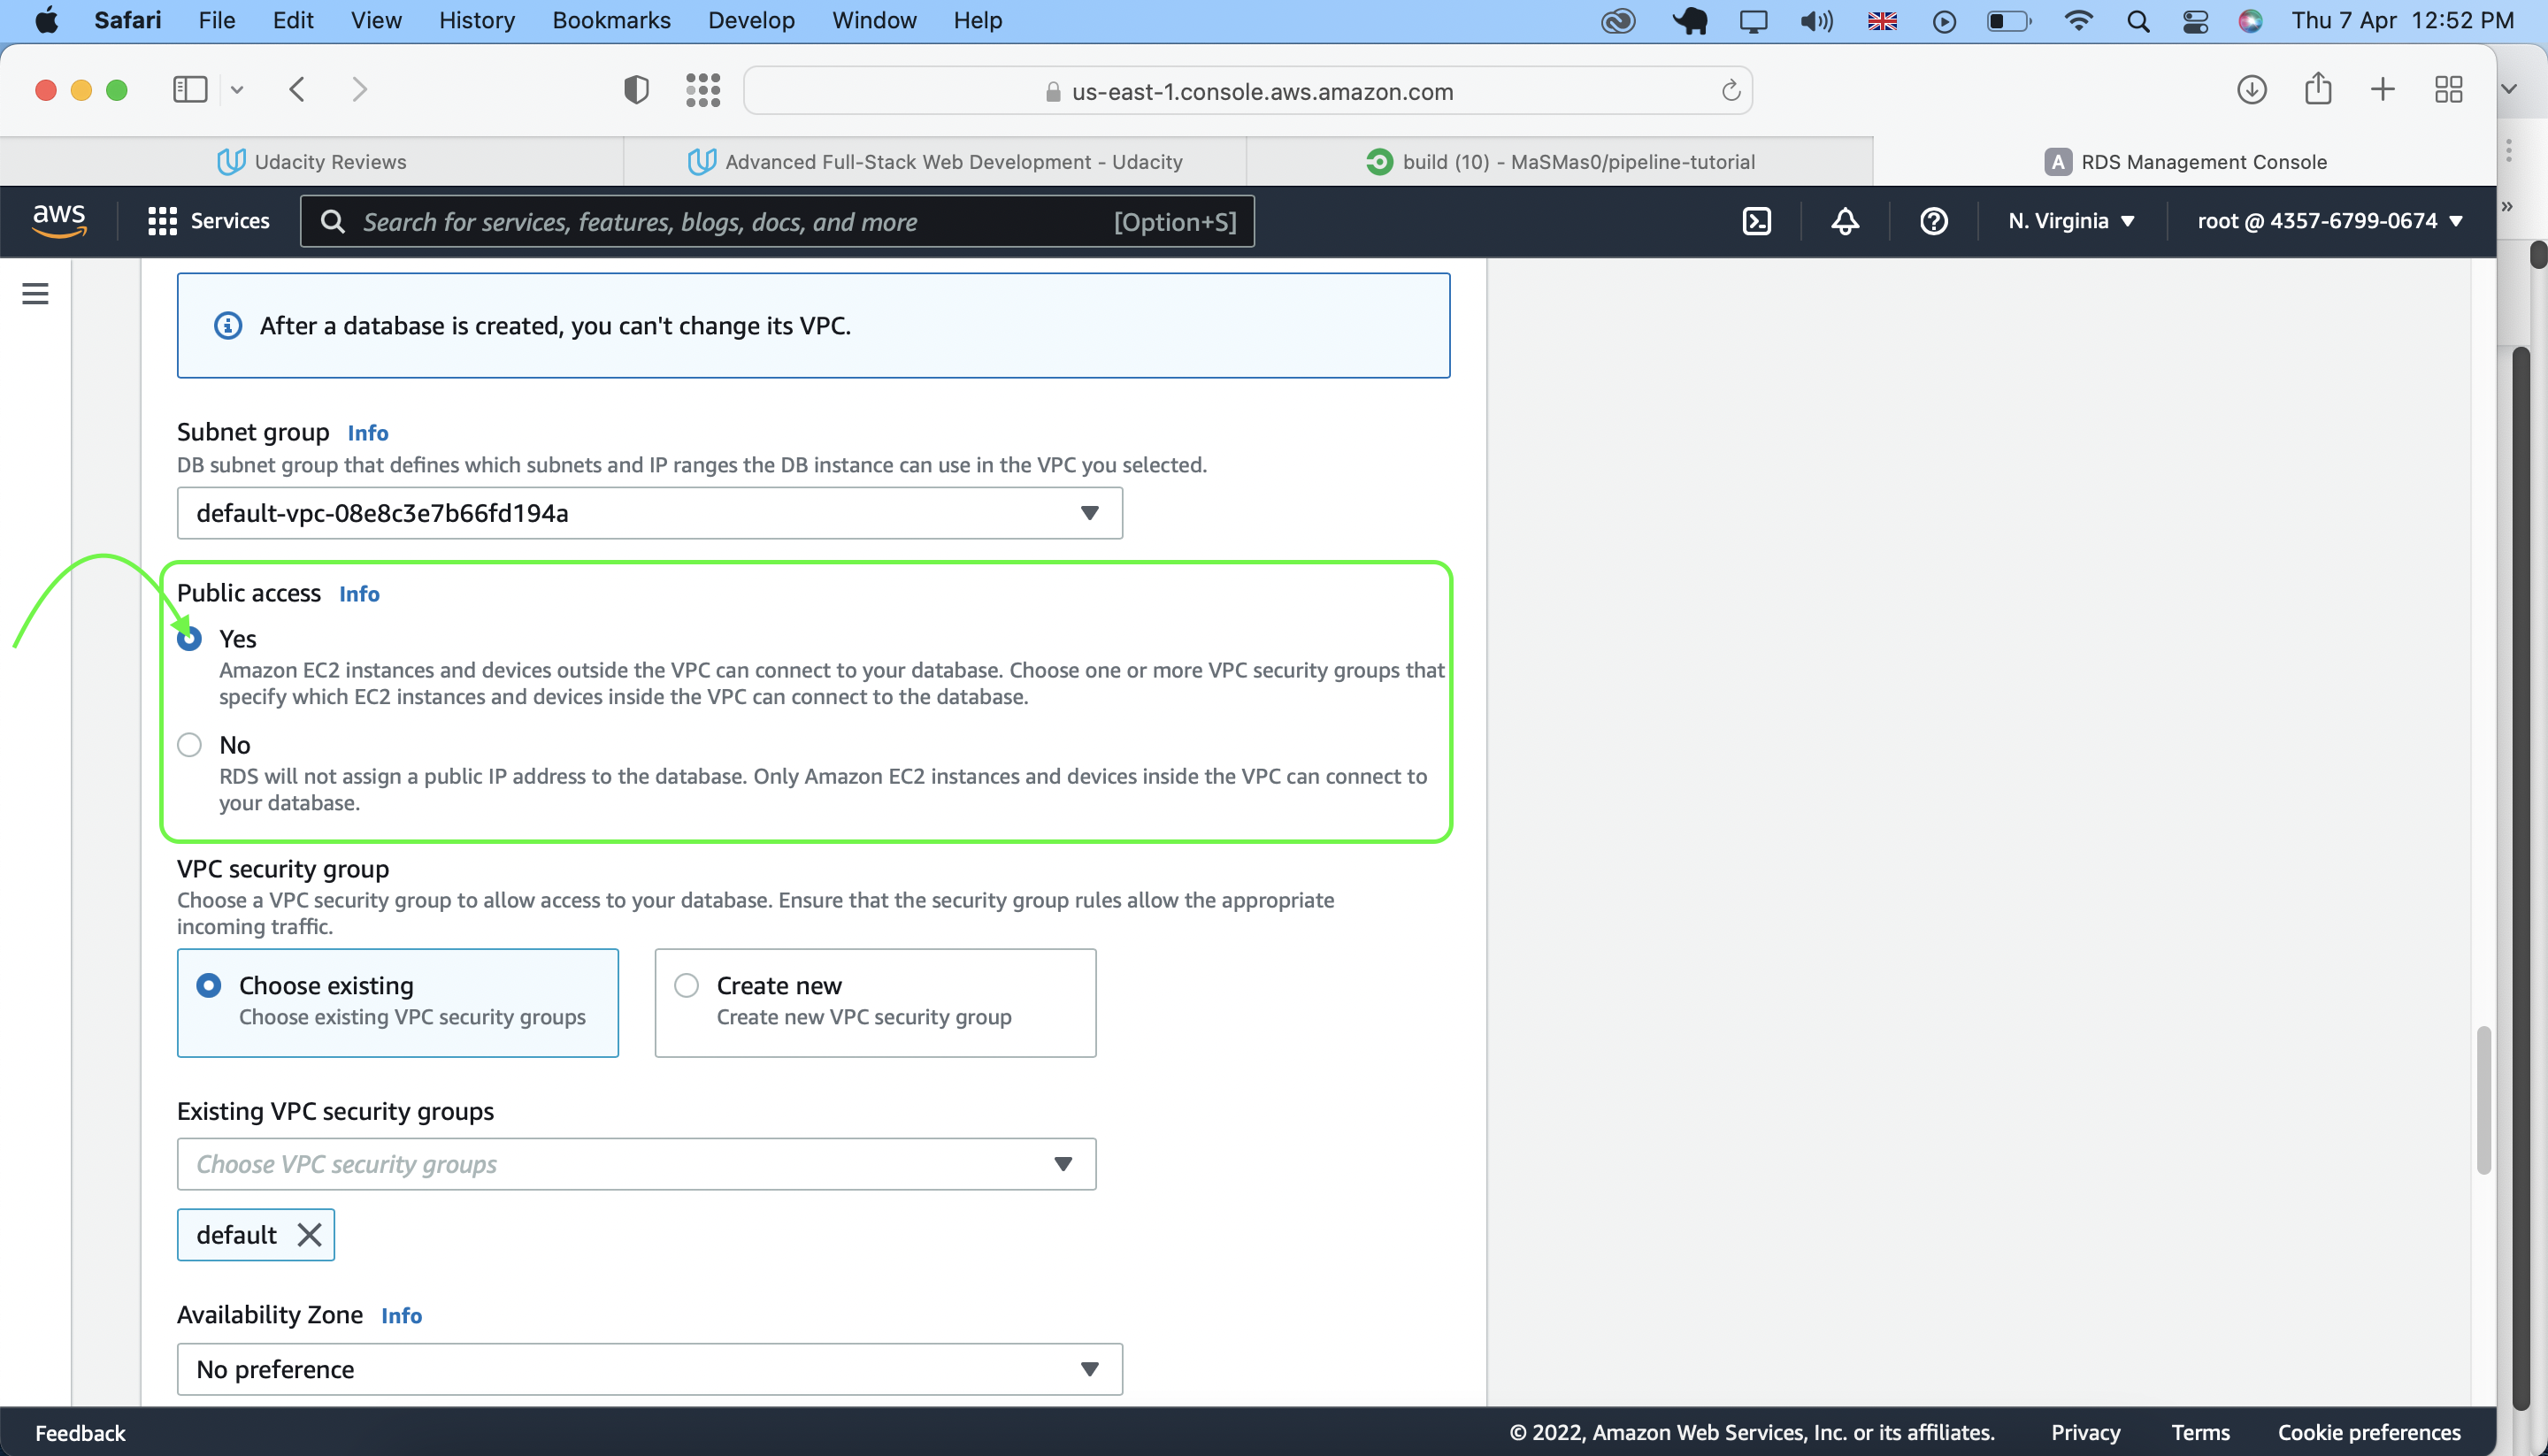 Safari File Edit View History Bookmarks Develop Window Help Thu 7 Apr 12:52 PM
us-east-1.console.aws.amazon.com
Udacity Reviews Advanced Full-Stack Web Development - Udacity build (10) - MaSMas0/pipeline-tutorial A RDS Management Console
aws Services Search for services, features, blogs, docs, and more [Option+S] N. Virginia root @ 4357-6799-0674
After a database is created, you can't change its VPC.
Subnet group Info
DB subnet group that defines which subnets and IP ranges the DB instance can use in the VPC you selected.
default-vpc-08e8c3e7b66fd194a
Public access Info
Yes
Amazon EC2 instances and devices outside the VPC can connect to your database. Choose one or more VPC security groups that
specify which EC2 instances and devices inside the VPC can connect to the database.
No
RDS will not assign a public IP address to the database. Only Amazon EC2 instances and devices inside the VPC can connect to
your database.
VPC security group
Choose a VPC security group to allow access to your database. Ensure that the security group rules allow the appropriate
incoming traffic.
Choose existing Create new
Choose existing VPC security groups Create new VPC security group
Existing VPC security groups
Choose VPC security groups
default
Availability Zone Info
No preference
Feedback © 2022, Amazon Web Services, Inc. or its affiliates. Privacy Terms Cookie preferences